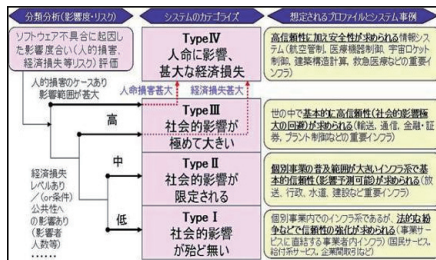 分類分析(影響度・リスク)
システムのカテゴライズ
想定されるプロファイルとシステム事例
ソフトウェア不具合に起因し
た影響度合い(人的損害、
経済損失等リスク)評価
人的損害のケースあり
影響範囲が甚大
人命損害甚大
経済損失甚大
高
中
低
経済損失
レベルあり
/(or条件)
公共性へ
の影響あり
(影響者
人数等)
……
TypeⅣ
人命に影響、
甚大な経済損失
TypeⅢ
社会的影響が
極めて大きい
TypeⅡ
社会的影響が
限定される
TypeⅠ
社会的影響が
殆ど無い
高信頼性に加え安全性が求められる情報シス
テム(航空管制、医療機器制御、宇宙ロケット
制御、建築構造計算、救急医療などの重要イ
ンフラ)
世の中で基本的に高信頼性(社会的影響極
大の回避)が求められる(輸送、通信、金融・証
券、プラント制御などの重要インフラ)
個別事業の普及範囲が大きいインフラ系で基
本的信頼性(影響予測可能)が求められる(放
送、行政、水道、建設など重要インフラ)
個別事業内でのインフラ系であるが、法的な紛
争などで信頼性の強化が求められる(事業サービ
スに直結する事業者内インフラ)(国民サービス、
給付系サービス、企業間取引など)